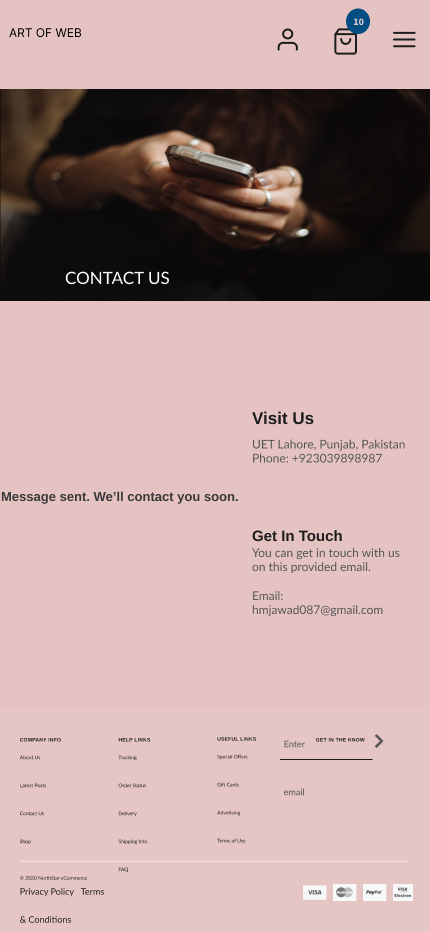 ART OF WEB
10
CONTACT US
Visit Us
UET Lahore, Punjab, Pakistan
Phone: +923039898987
Message sent. We’ll contact you soon.
Get In Touch
You can get in touch with us
on this provided email.
Email:
hmjawad087@gmail.com
COMPANY INFO
About Us
Latest Posts
Contact Us
Shop
HELP LINKS
Tracking
Order Status
Delivery
Shipping Info
FAQ
USEFUL LINKS
Special Offers
Gift Cards
Advetising
Terms of Use
GET IN THE KNOW
Enter
email
© 2020 NorthStar eCommerce
Privacy Policy Terms
& Conditions
VISA
MasterCard
PayPal
VISA
Electron